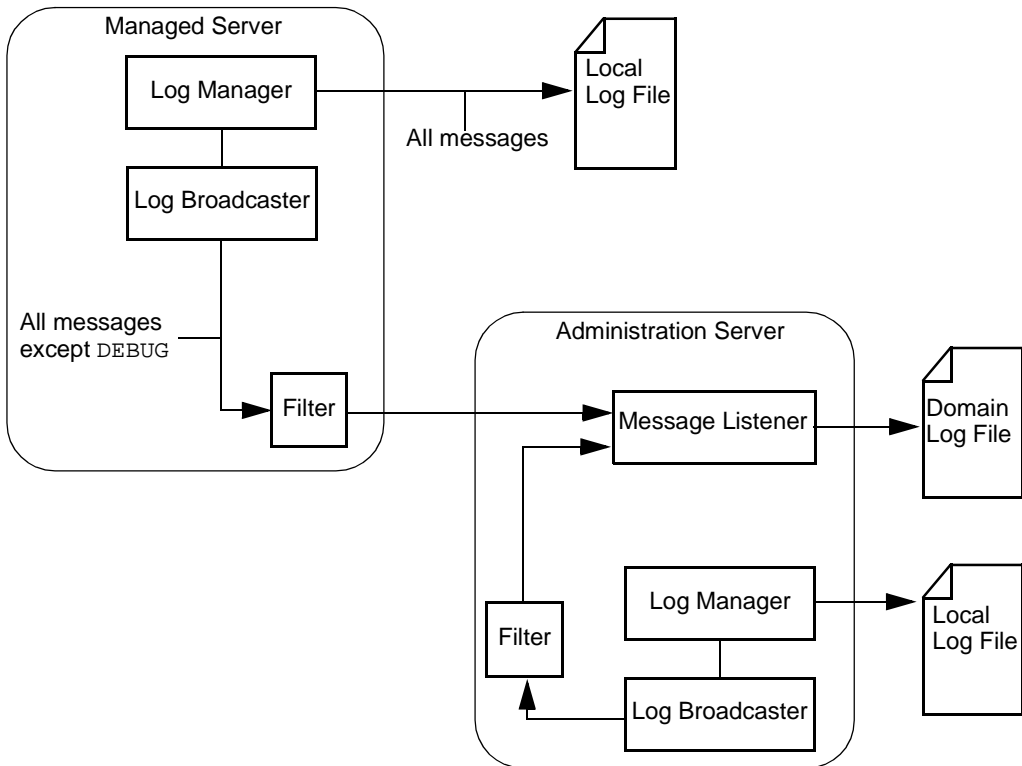 Managed Server
Log Manager
Local
Log File
All messages
Log Broadcaster
All messages
except DEBUG
Filter
Administration Server
Message Listener
Domain
Log File
Log Manager
Local
Log File
Filter
Log Broadcaster